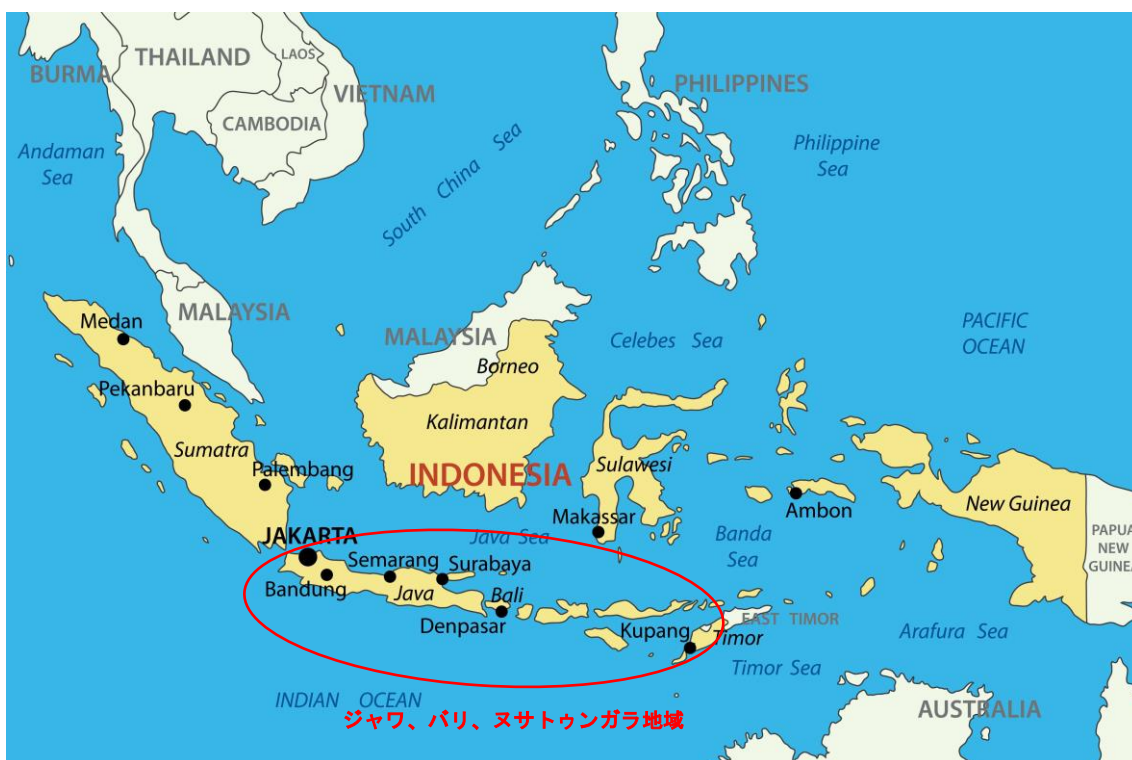 THAILAND
LAOS
BURMA
VIETNAM
PHILIPPINES
CAMBODIA
Andaman
Sea
South China Sea
Philippine
Sea
MALAYSIA
Medan
MALAYSIA
Celebes Sea
PACIFIC
OCEAN
Borneo
Pekanbaru
Kalimantan
Sumatra
Palembang
INDONESIA
Sulawesi
New Guinea
Ambon
Makassar
JAKARTA
Java Sea
Banda
Sea
PAPUA
NEW
GUINEA
Semarang
Surabaya
Bandung
Java
Bali
Denpasar
Kupang
Timor
EAST TIMOR
Arafura Sea
Timor Sea
INDIAN OCEAN
AUSTRALIA
ジャワ、バリ、ヌサトゥンガラ地域